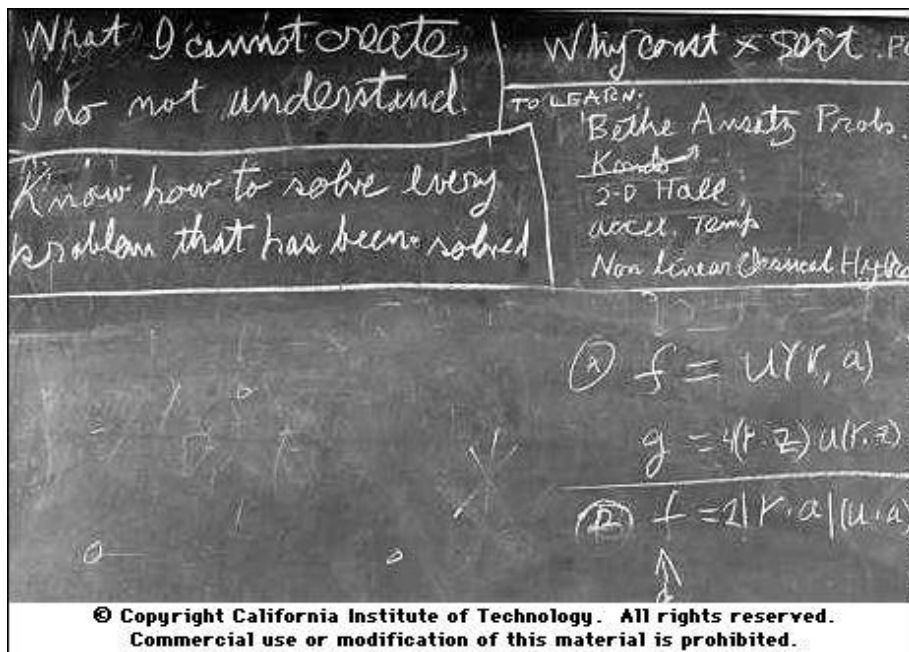 What I cannot create,
I do not understand.
Know how to solve every
problem that has been solved
Why const × sort . Po
TO LEARN:
Bethe Ansatz Probs.
Kondo
2-D Hall
accel. Temp
Non linear Classical Hydro
f = U(r, a)
g = 4(r·z) u(r·z)
f = 2|r·a|(u·a)
© Copyright California Institute of Technology. All rights reserved.
Commercial use or modification of this material is prohibited.